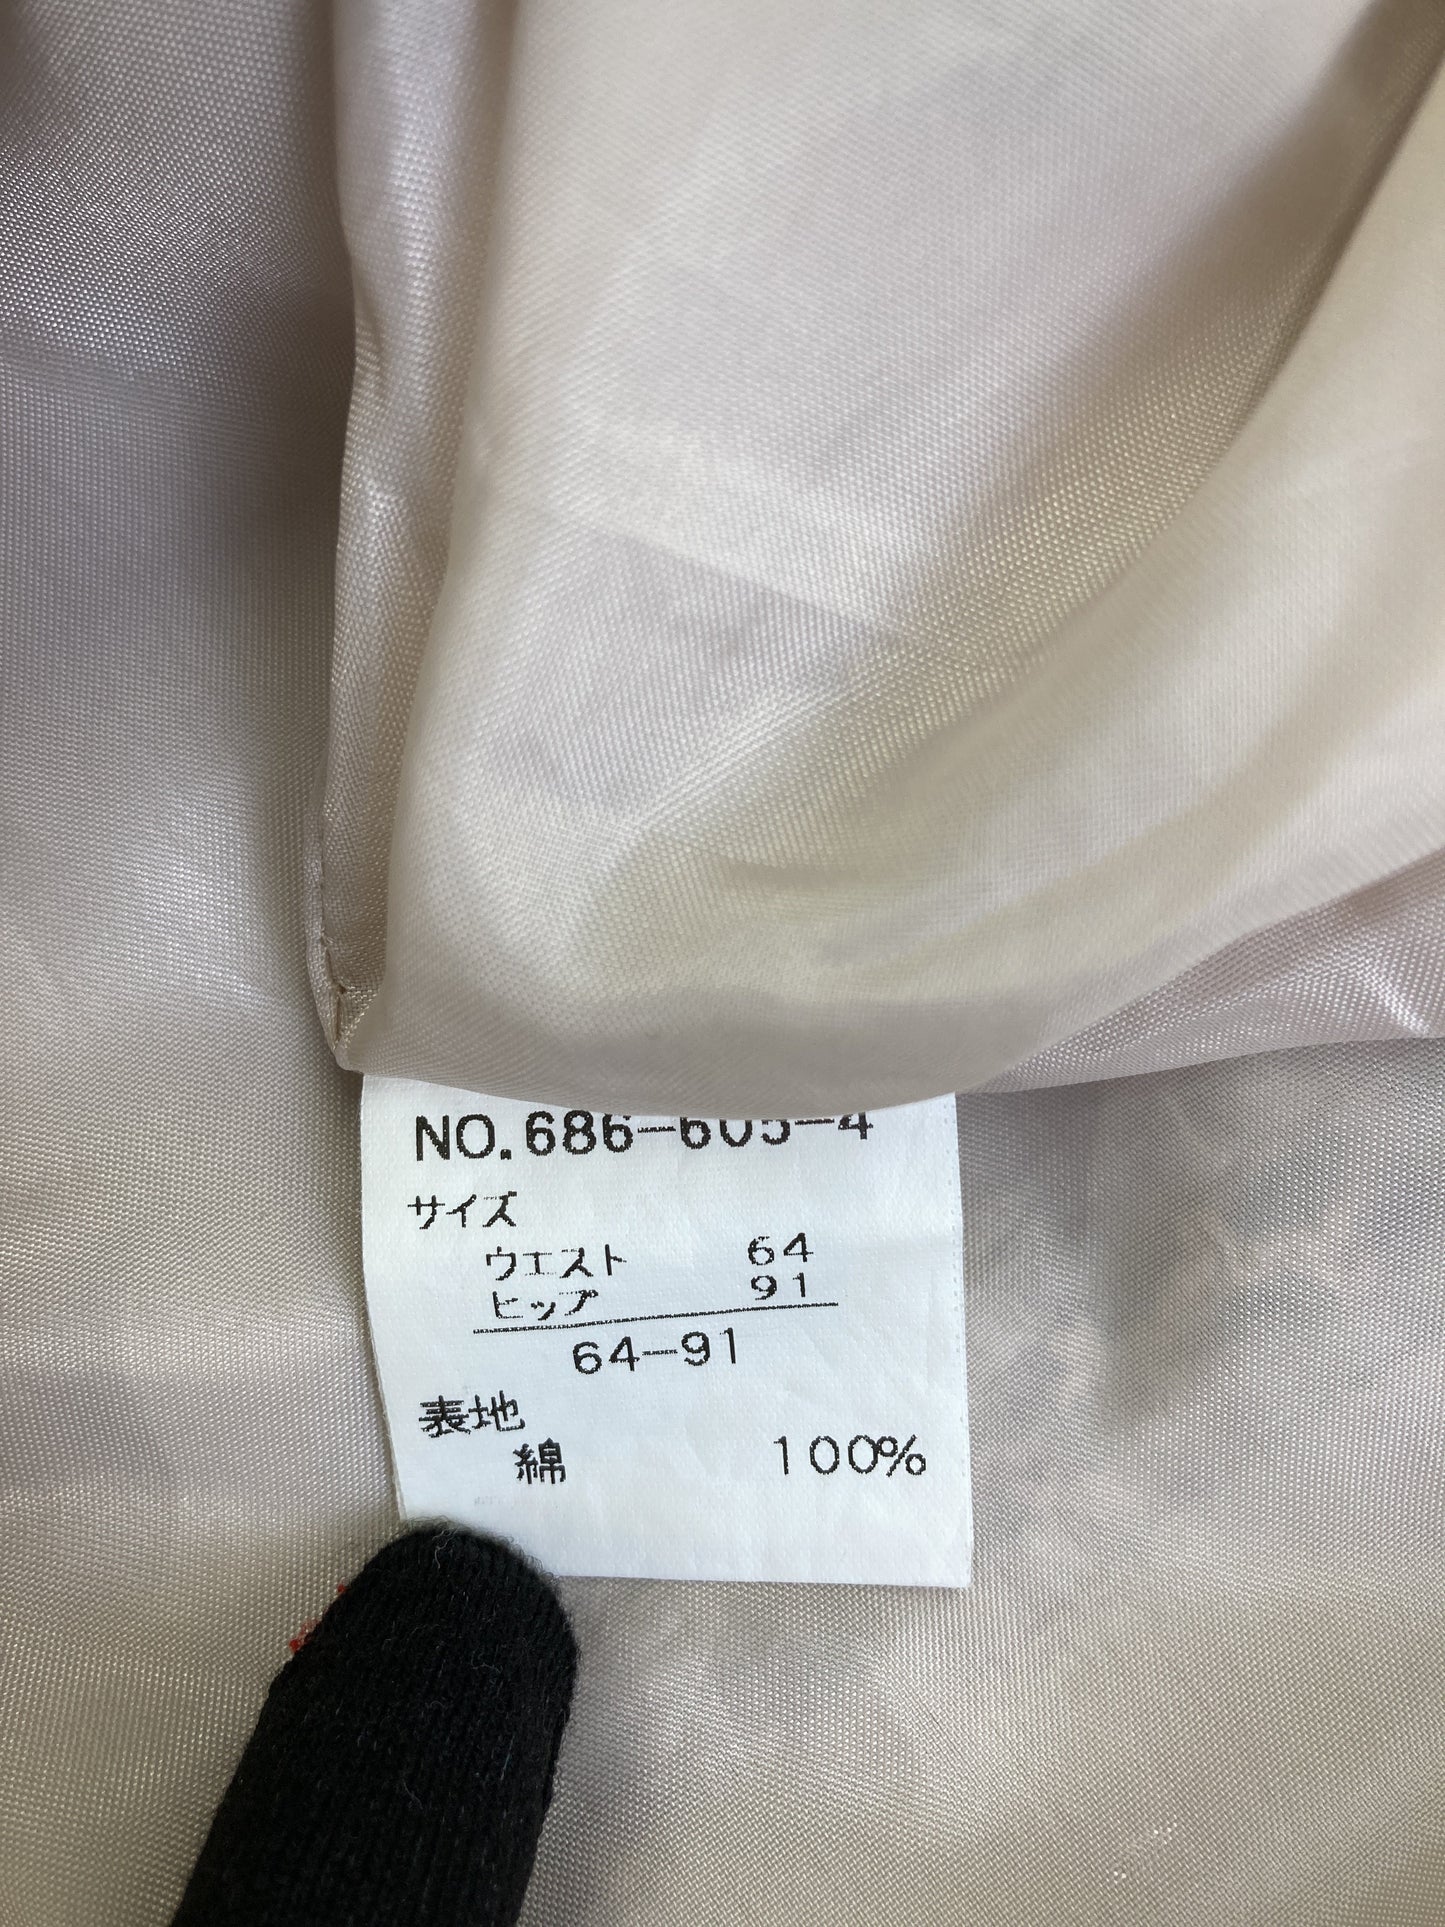 NO.686-605-4
サイズ
ウエスト 64
ヒップ 91
64-91
表地
綿 100%